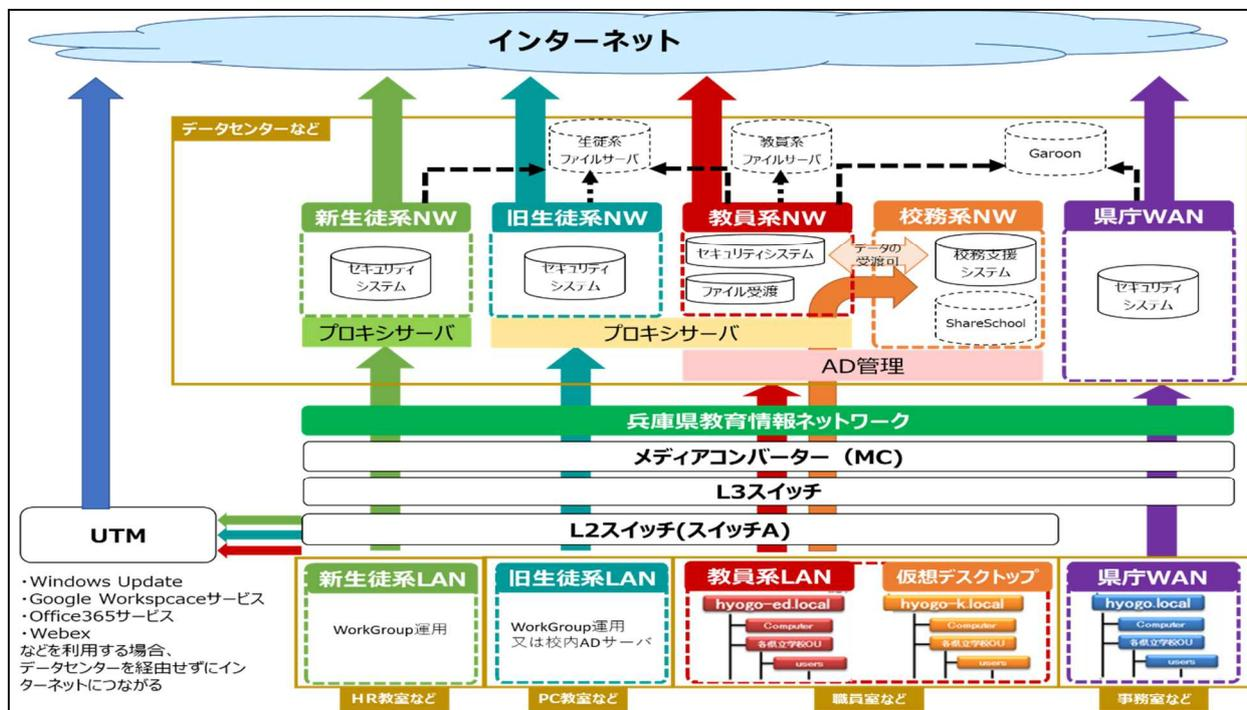 インターネット
データセンターなど
生徒系
ファイルサーバ
教員系
ファイルサーバ
Garoon
新生徒系NW
旧生徒系NW
教員系NW
校務系NW
県庁WAN
セキュリティ
システム
セキュリティ
システム
セキュリティシステム
ファイル受渡
データの
受渡可
校務支援
システム
ShareSchool
セキュリティ
システム
プロキシサーバ
プロキシサーバ
AD管理
兵庫県教育情報ネットワーク
メディアコンバーター（MC)
L3スイッチ
L2スイッチ(スイッチA)
UTM
・Windows Update
・Google Workspcaceサービス
・Office365サービス
・Webex
などを利用する場合、
データセンターを経由せずにイン
ターネットにつながる
新生徒系LAN
WorkGroup運用
HR教室など
旧生徒系LAN
WorkGroup運用
又は校内ADサーバ
PC教室など
教員系LAN
hyogo-ed.local
Computer
各県立学校OU
users
仮想デスクトップ
hyogo-k.local
Computer
各県立学校OU
users
職員室など
県庁WAN
hyogo.local
Computer
各県立学校OU
users
事務室など